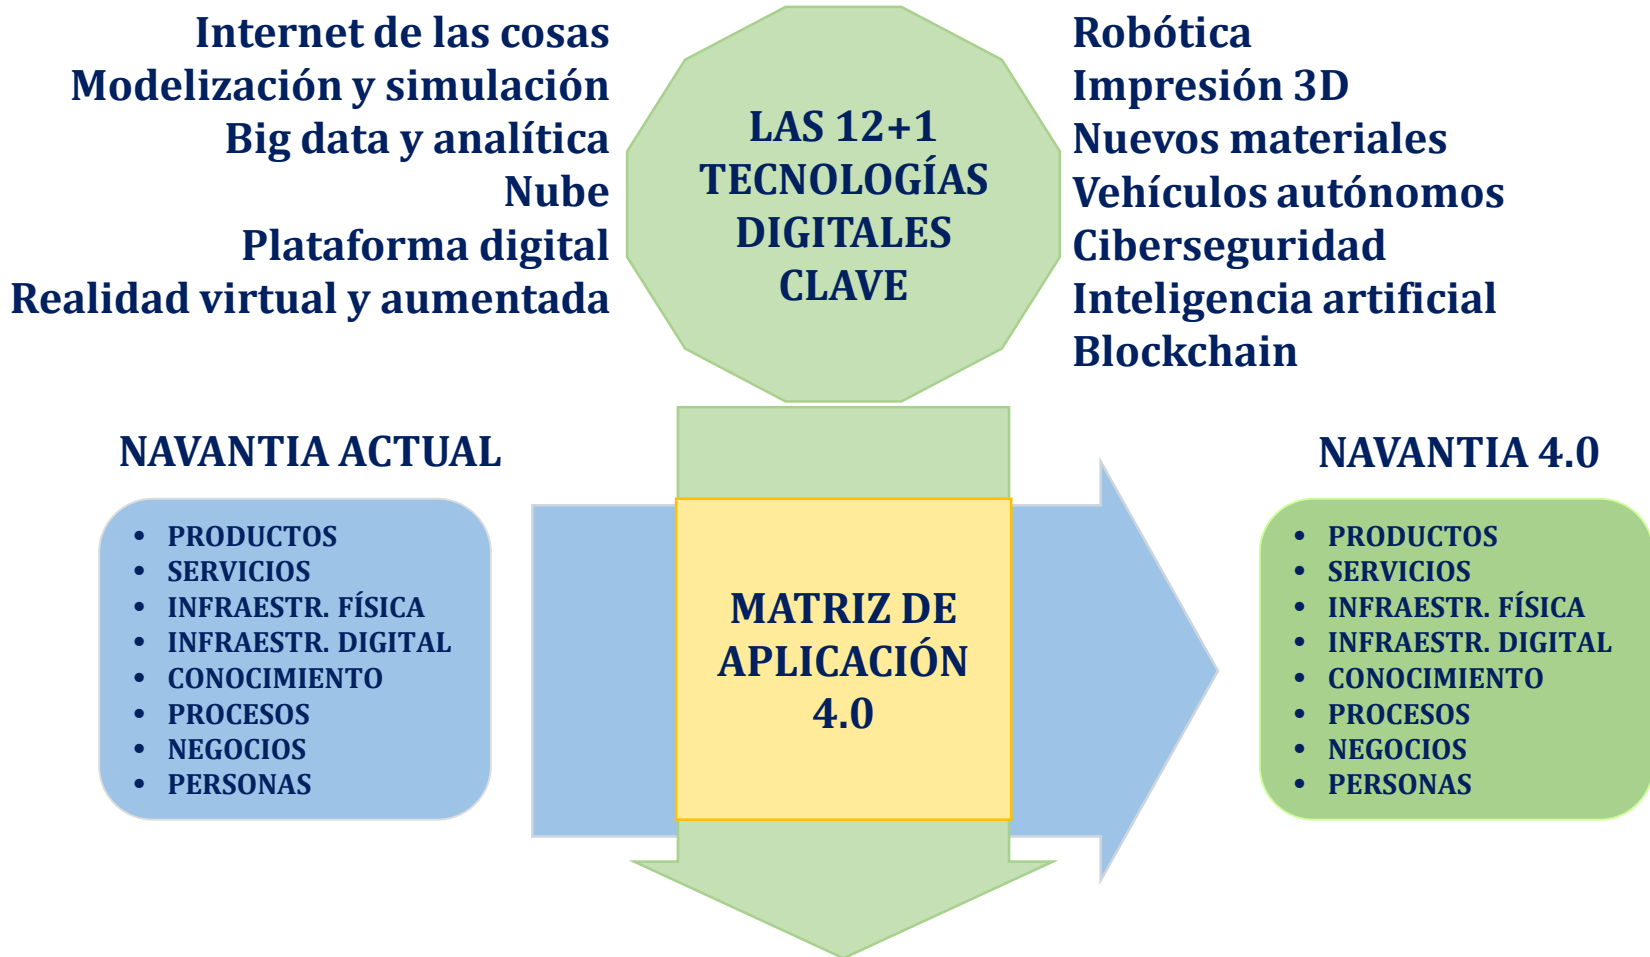 Internet de las cosas
Modelización y simulación
Big data y analítica
Nube
Plataforma digital
Realidad virtual y aumentada
LAS 12+1
TECNOLOGÍAS
DIGITALES
CLAVE
Robótica
Impresión 3D
Nuevos materiales
Vehículos autónomos
Ciberseguridad
Inteligencia artificial
Blockchain
NAVANTIA ACTUAL
• PRODUCTOS
• SERVICIOS
• INFRAESTR. FÍSICA
• INFRAESTR. DIGITAL
• CONOCIMIENTO
• PROCESOS
• NEGOCIOS
• PERSONAS
MATRIZ DE
APLICACIÓN
4.0
NAVANTIA 4.0
• PRODUCTOS
• SERVICIOS
• INFRAESTR. FÍSICA
• INFRAESTR. DIGITAL
• CONOCIMIENTO
• PROCESOS
• NEGOCIOS
• PERSONAS